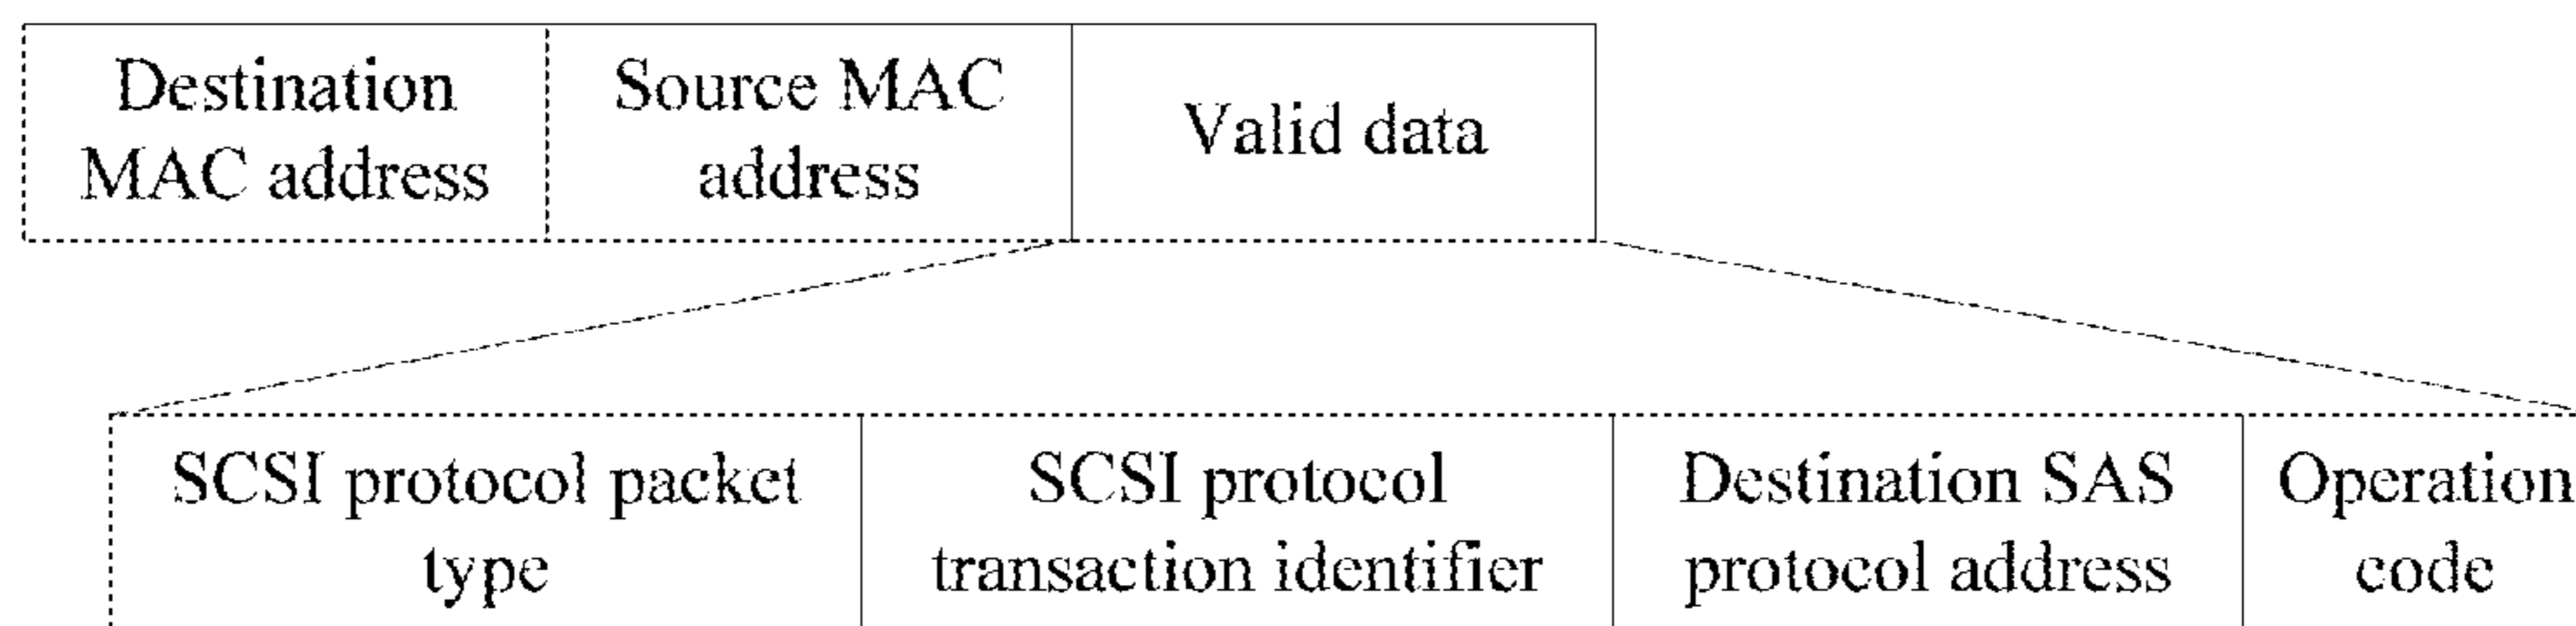 Destination
MAC address
Source MAC
address
Valid data
SCSI protocol packet
type
SCSI protocol
transaction identifier
Destination SAS
protocol address
Operation
code